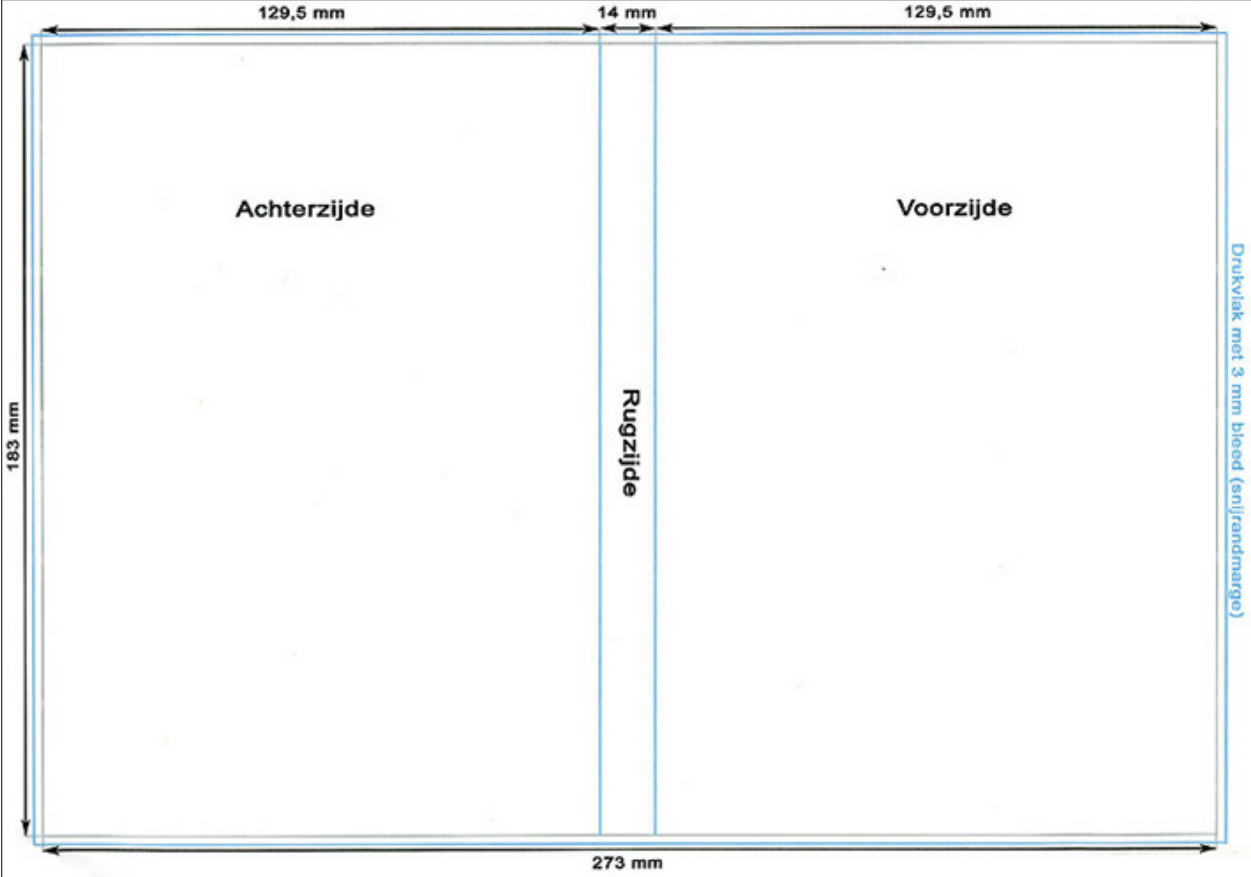 129,5 mm
14 mm
129,5 mm
Achterzijde
Voorzijde
183 mm
Rugzijde
Drukvlak met 3 mm bleed (snijrandmarge)
273 mm